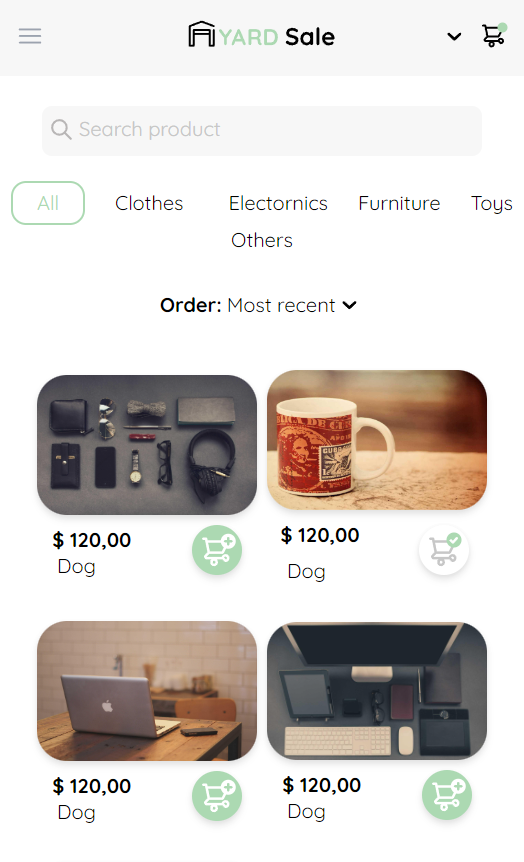 YARD Sale
Search product
All Clothes Electornics Furniture Toys
Others
Order: Most recent
$ 120,00
Dog
$ 120,00
Dog
$ 120,00
Dog
$ 120,00
Dog